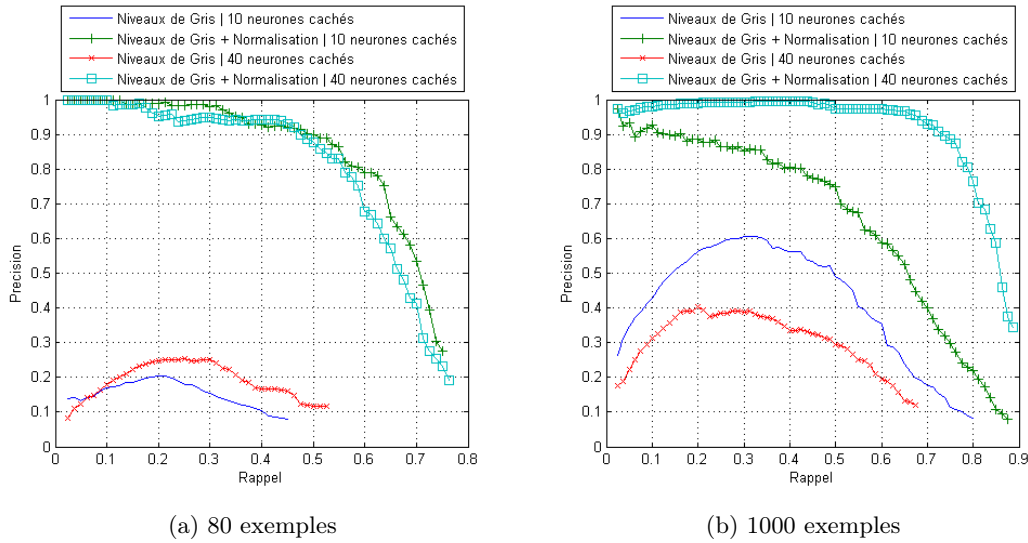 Niveaux de Gris | 10 neurones cachés
Niveaux de Gris + Normalisation | 10 neurones cachés
Niveaux de Gris | 40 neurones cachés
Niveaux de Gris + Normalisation | 40 neurones cachés
1
0.9
0.8
0.7
0.6
0.5
0.4
0.3
0.2
0.1
0
Precision
0 0.1 0.2 0.3 0.4 0.5 0.6 0.7 0.8
Rappel
(a) 80 exemples
Niveaux de Gris | 10 neurones cachés
Niveaux de Gris + Normalisation | 10 neurones cachés
Niveaux de Gris | 40 neurones cachés
Niveaux de Gris + Normalisation | 40 neurones cachés
1
0.9
0.8
0.7
0.6
0.5
0.4
0.3
0.2
0.1
0
Precision
0 0.1 0.2 0.3 0.4 0.5 0.6 0.7 0.8 0.9
Rappel
(b) 1000 exemples